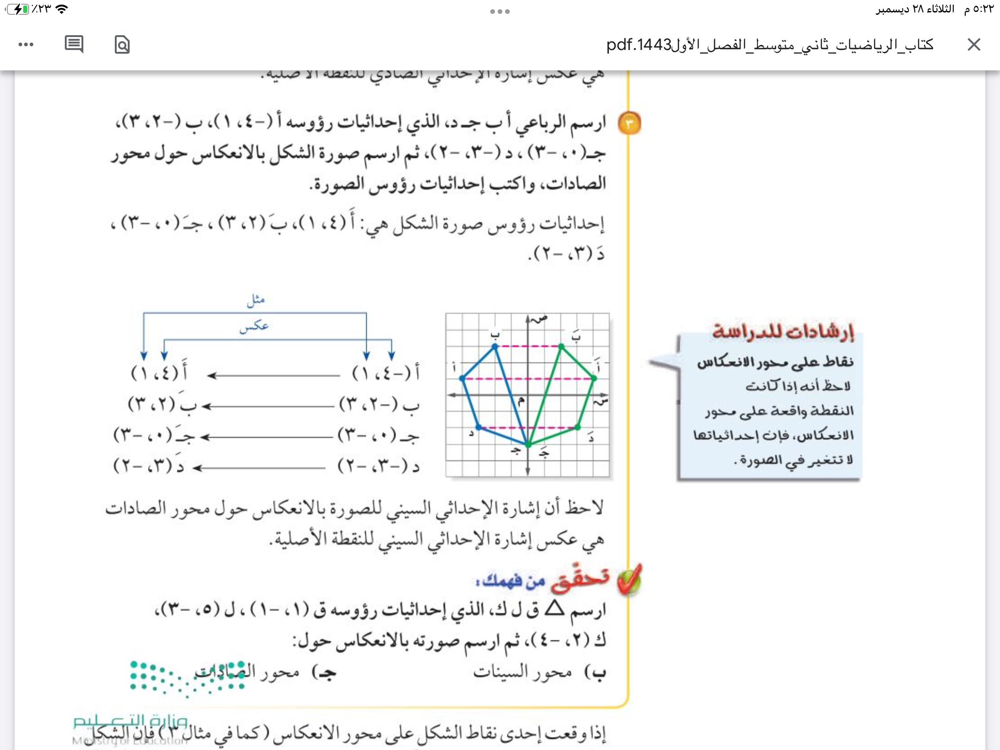 ٥:٢٢ م الثلاثاء ٢٨ ديسمبر
٪٢٣
كتاب_الرياضيات_ثاني_متوسط_الفصل_الأول1443.pdf
هي عكس إشارة الإحداثي الصادي للنقطة الأصلية.
٣ ارسم الرباعي أ ب جـ د، الذي إحداثيات رؤوسه أ (–٤، ١)، ب (–٢، ٣)،
جـ(٠، –٣)، د (–٣، –٢)، ثم ارسم صورة الشكل بالانعكاس حول محور
الصادات، واكتب إحداثيات رؤوس الصورة.
إحداثيات رؤوس صورة الشكل هي: أَ (٤، ١)، بَ (٢، ٣)، جـَ (٠، –٣)،
دَ (٣، –٢).
إرشادات للدراسة
نقاط على محور الانعكاس
لاحظ أنه إذا كانت
النقطة واقعة على محور
الانعكاس، فإن إحداثياتها
لا تتغير في الصورة.
ص
ب
بَ
أ
أَ
م
س
د
دَ
جـ
جـَ
مثل
عكس
أ (–٤، ١) أَ (٤، ١)
ب (–٢، ٣) بَ (٢، ٣)
جـ (٠، –٣) جـَ (٠، –٣)
د (–٣، –٢) دَ (٣، –٢)
لاحظ أن إشارة الإحداثي السيني للصورة بالانعكاس حول محور الصادات
هي عكس إشارة الإحداثي السيني للنقطة الأصلية.
تحقق من فهمك:
ارسم △ ق ل ك، الذي إحداثيات رؤوسه ق (١، –١)، ل (٥، –٣)،
ك (٢، –٤)، ثم ارسم صورته بالانعكاس حول:
ب) محور السينات جـ) محور الصادات
وزارة التعليم
Ministry of Education
إذا وقعت إحدى نقاط الشكل على محور الانعكاس (كما في مثال ٣) فإن الشكل